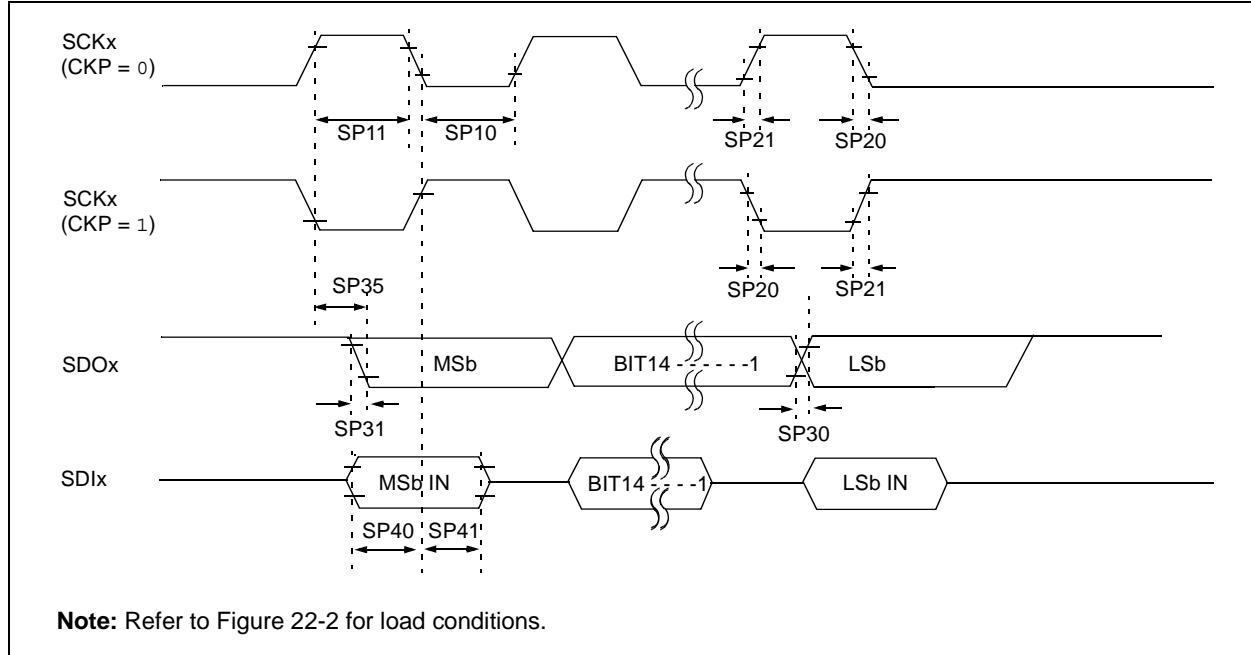 SCKx
(CKP = 0)
SP11
SP10
SP21
SP20
SCKx
(CKP = 1)
SP35
SP20
SP21
SDOx
MSb
BIT14 - - - - - -1
LSb
SP31
SP30
SDIx
MSb IN
BIT14 - - - -1
LSb IN
SP40
SP41
Note: Refer to Figure 22-2 for load conditions.